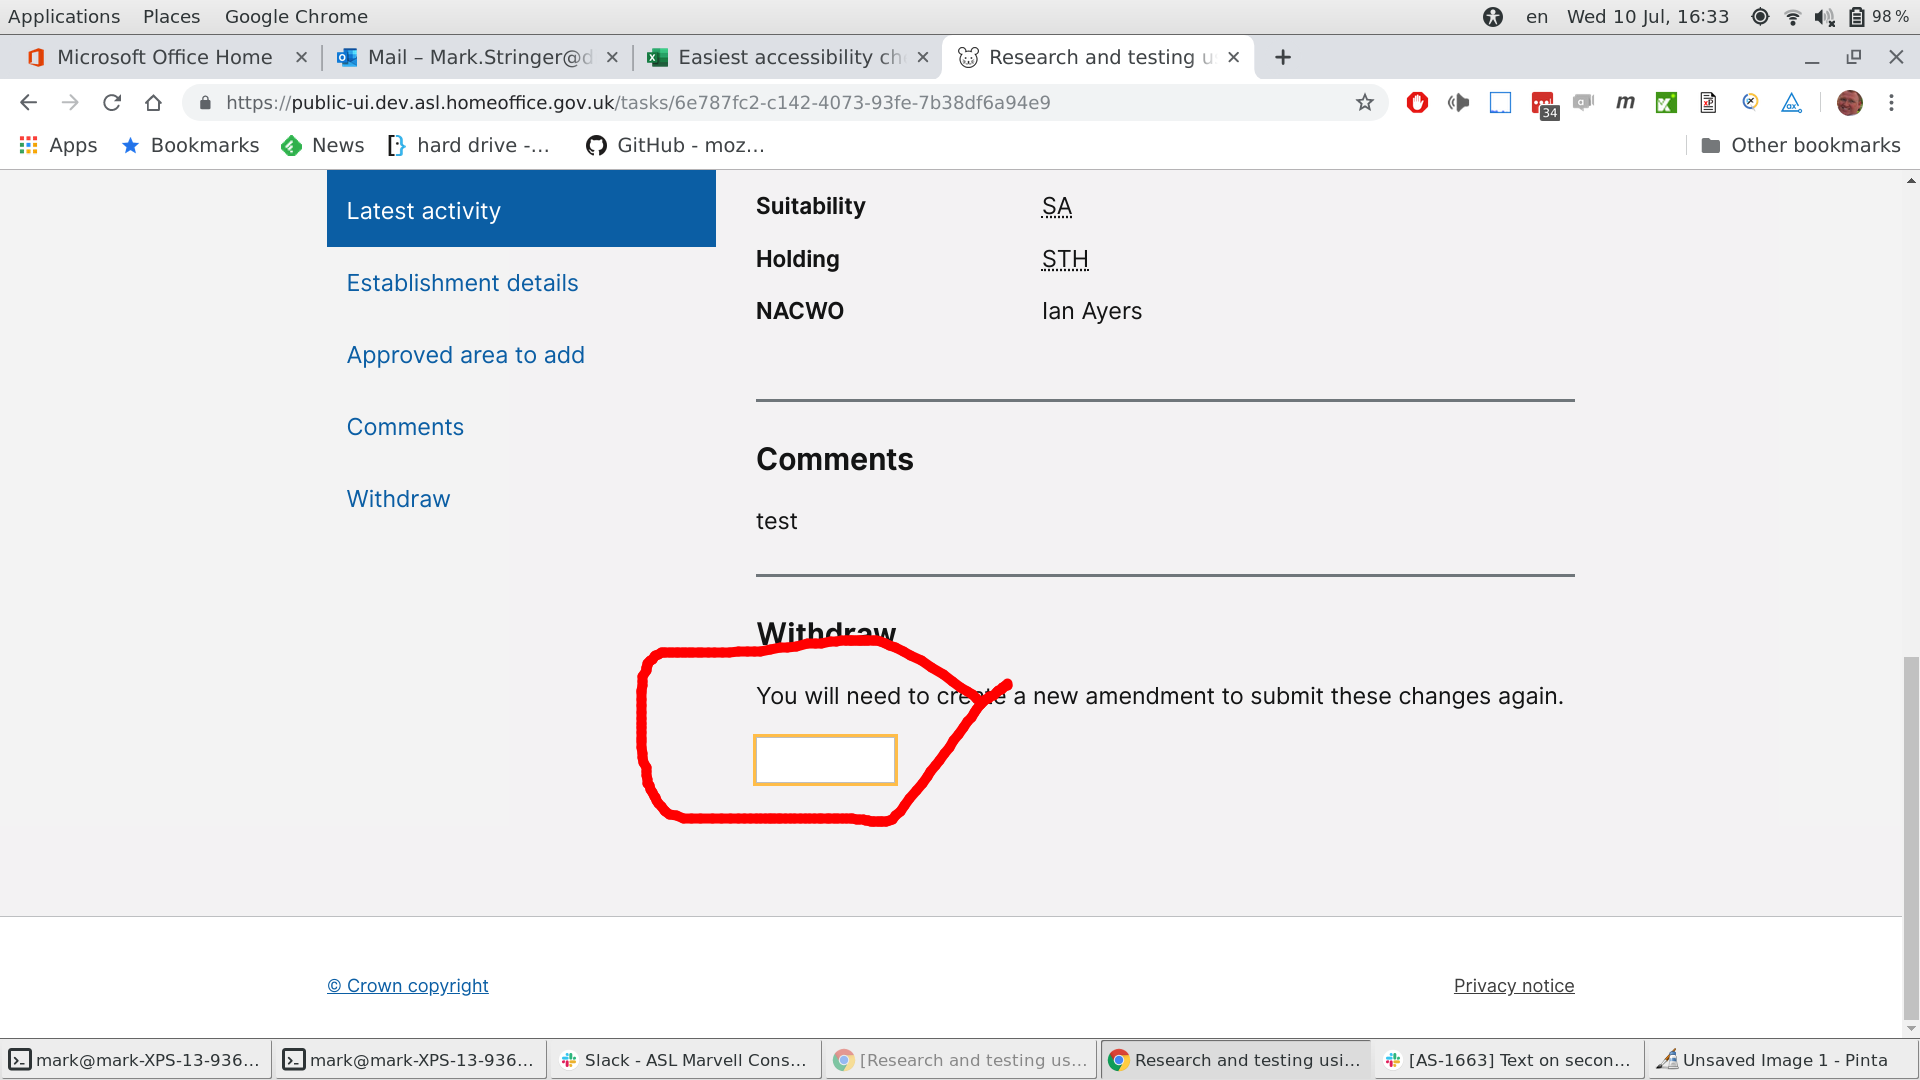 Applications Places Google Chrome en Wed 10 Jul, 16:33 98 %
Microsoft Office Home Mail – Mark.Stringer@d Easiest accessibility ch Research and testing u
https://public-ui.dev.asl.homeoffice.gov.uk/tasks/6e787fc2-c142-4073-93fe-7b38df6a94e9 m 34
Apps Bookmarks News hard drive -... GitHub - moz... Other bookmarks
Latest activity
Establishment details
Approved area to add
Comments
Withdraw
Suitability SA
Holding STH
NACWO Ian Ayers
Comments
test
Withdraw
You will need to create a new amendment to submit these changes again.
© Crown copyright Privacy notice
mark@mark-XPS-13-936... mark@mark-XPS-13-936... Slack - ASL Marvell Cons... [Research and testing us... Research and testing usi... [AS-1663] Text on secon... Unsaved Image 1 - Pinta